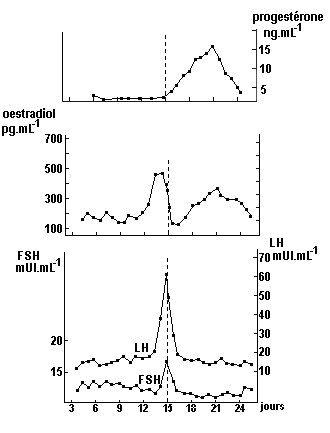 progestérone
ng.mL-1
15
10
5
oestradiol
pg.mL-1
700
500
300
100
FSH
mUI.mL-1
LH
mUI.mL-1
70
60
50
40
30
20
10
20
15
LH
FSH
3 6 9 12 15 18 21 24 jours